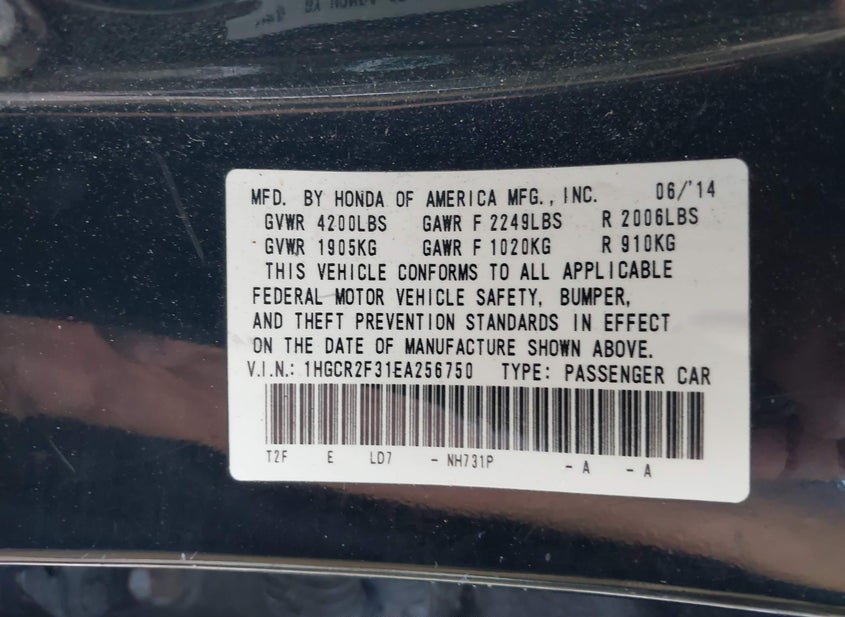 MFD. BY HONDA OF AMERICA MFG., INC. 06/'14
GVWR 4200LBS GAWR F 2249LBS R 2006LBS
GVWR 1905KG GAWR F 1020KG R 910KG
THIS VEHICLE CONFORMS TO ALL APPLICABLE
FEDERAL MOTOR VEHICLE SAFETY, BUMPER,
AND THEFT PREVENTION STANDARDS IN EFFECT
ON THE DATE OF MANUFACTURE SHOWN ABOVE.
V.I.N.: 1HGCR2F31EA256750 TYPE: PASSENGER CAR
T2F E LD7 - NH731P - A - A